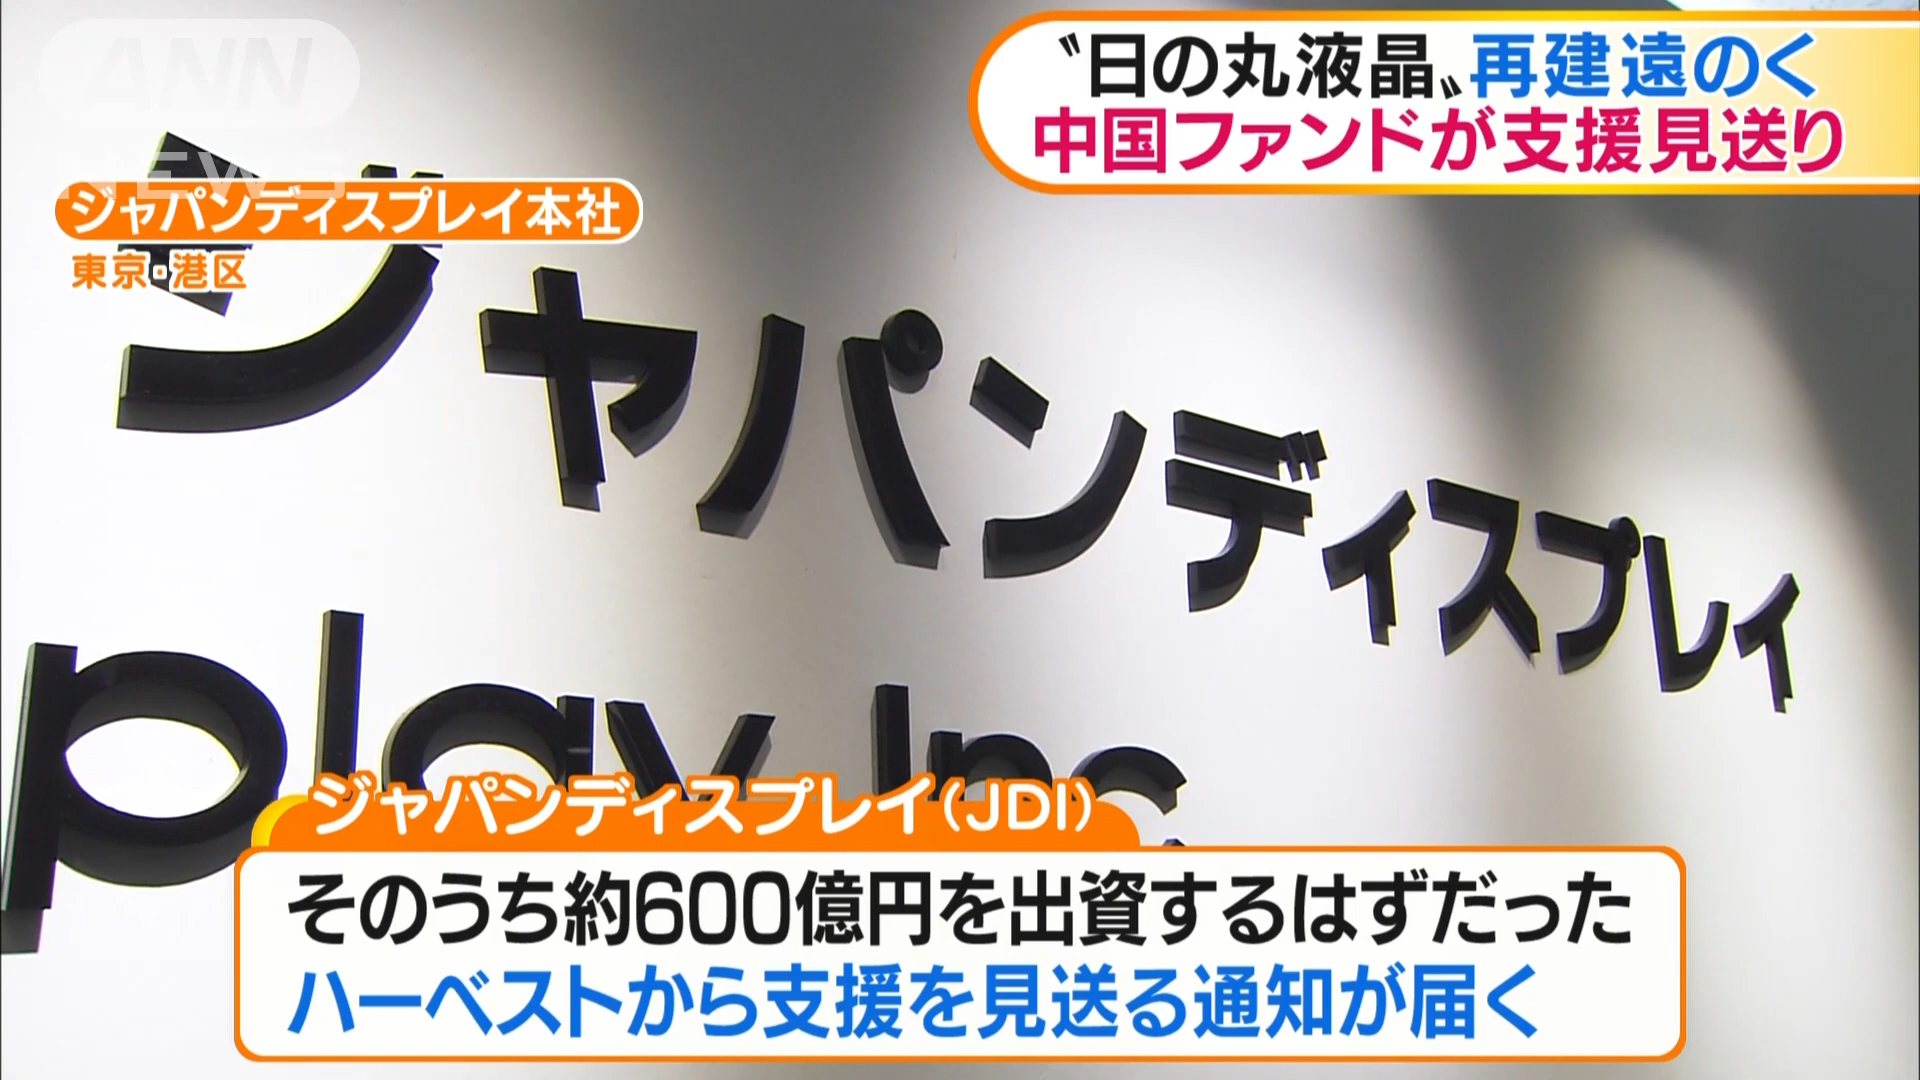 ANN
NEWS
〝日の丸液晶〟再建遠のく
中国ファンドが支援見送り
ジャパンディスプレイ本社
東京・港区
ジャパンディスプレイ
play Inc.
ジャパンディスプレイ(JDI)
そのうち約600億円を出資するはずだった
ハーベストから支援を見送る通知が届く